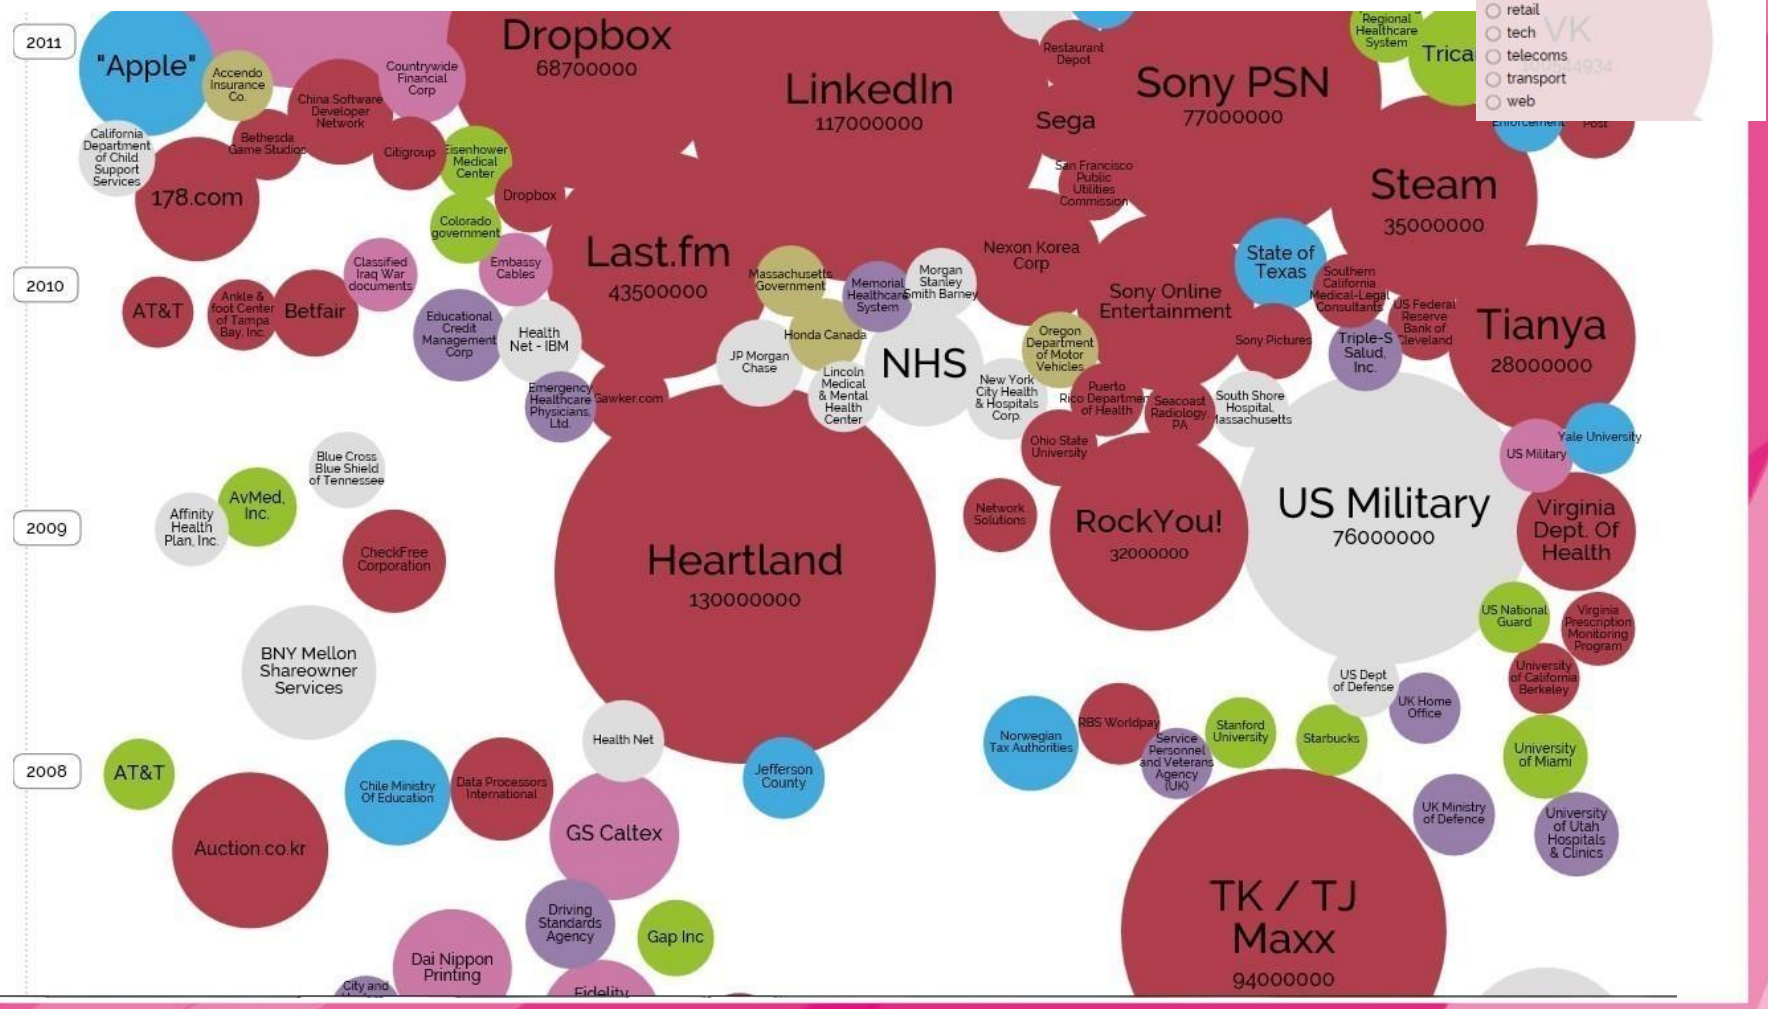 2011
"Apple"
Accendo
Insurance
Co.
Countrywide
Financial
Corp
China Software
Developer
Network
Dropbox
68700000
LinkedIn
117000000
Restaurant
Depot
Sega
Sony PSN
77000000
Regional
Healthcare
System
Trica
retail
tech
telecoms
transport
web
VK
Enforcement
Post
California
Department
of Child
Support
Services
Bethesda
Game Studios
Citigroup
Eisenhower
Medical
Center
178.com
Dropbox
San Francisco
Public
Utilities
Commission
Steam
35000000
Colorado
government
Last.fm
43500000
Nexon Korea
Corp
State of
Texas
2010
Classified
Iraq War
documents
Embassy
Cables
Massachusetts
Government
Memorial
Healthcare
System
Morgan
Stanley
Smith Barney
Sony Online
Entertainment
Southern
California
Medical-Legal
Consultants
US Federal
Reserve
Bank of
Cleveland
Tianya
28000000
AT&T
Ankle &
foot Center
of Tampa
Bay, Inc.
Betfair
Educational
Credit
Management
Corp
Health
Net - IBM
Honda Canada
JP Morgan
Chase
NHS
Oregon
Department
of Motor
Vehicles
Sony Pictures
Triple-S
Salud,
Inc.
Emergency
Healthcare
Physicians,
Ltd.
Gawker.com
Lincoln
Medical
& Mental
Health
Center
New York
City Health
& Hospitals
Corp.
Puerto
Rico Departmen
of Health
Seacoast
Radiology,
PA
South Shore
Hospital,
Massachusetts
Ohio State
University
US Military
Yale University
Blue Cross
Blue Shield
of Tennessee
2009
Affinity
Health
Plan, Inc.
AvMed,
Inc.
CheckFree
Corporation
Heartland
130000000
Network
Solutions
RockYou!
32000000
US Military
76000000
Virginia
Dept. Of
Health
US National
Guard
Virginia
Prescription
Monitoring
Program
BNY Mellon
Shareowner
Services
US Dept
of Defense
UK Home
Office
University
of California
Berkeley
Health Net
Norwegian
Tax Authorities
RBS Worldpay
Service
Personnel
and Veterans
Agency
(UK)
Stanford
University
Starbucks
University
of Miami
2008
AT&T
Chile Ministry
Of Education
Data Processors
International
Jefferson
County
Auction.co.kr
GS Caltex
UK Ministry
of Defence
University
of Utah
Hospitals
& Clinics
Driving
Standards
Agency
Gap Inc
Dai Nippon
Printing
TK / TJ
Maxx
94000000
City and
Fidelity